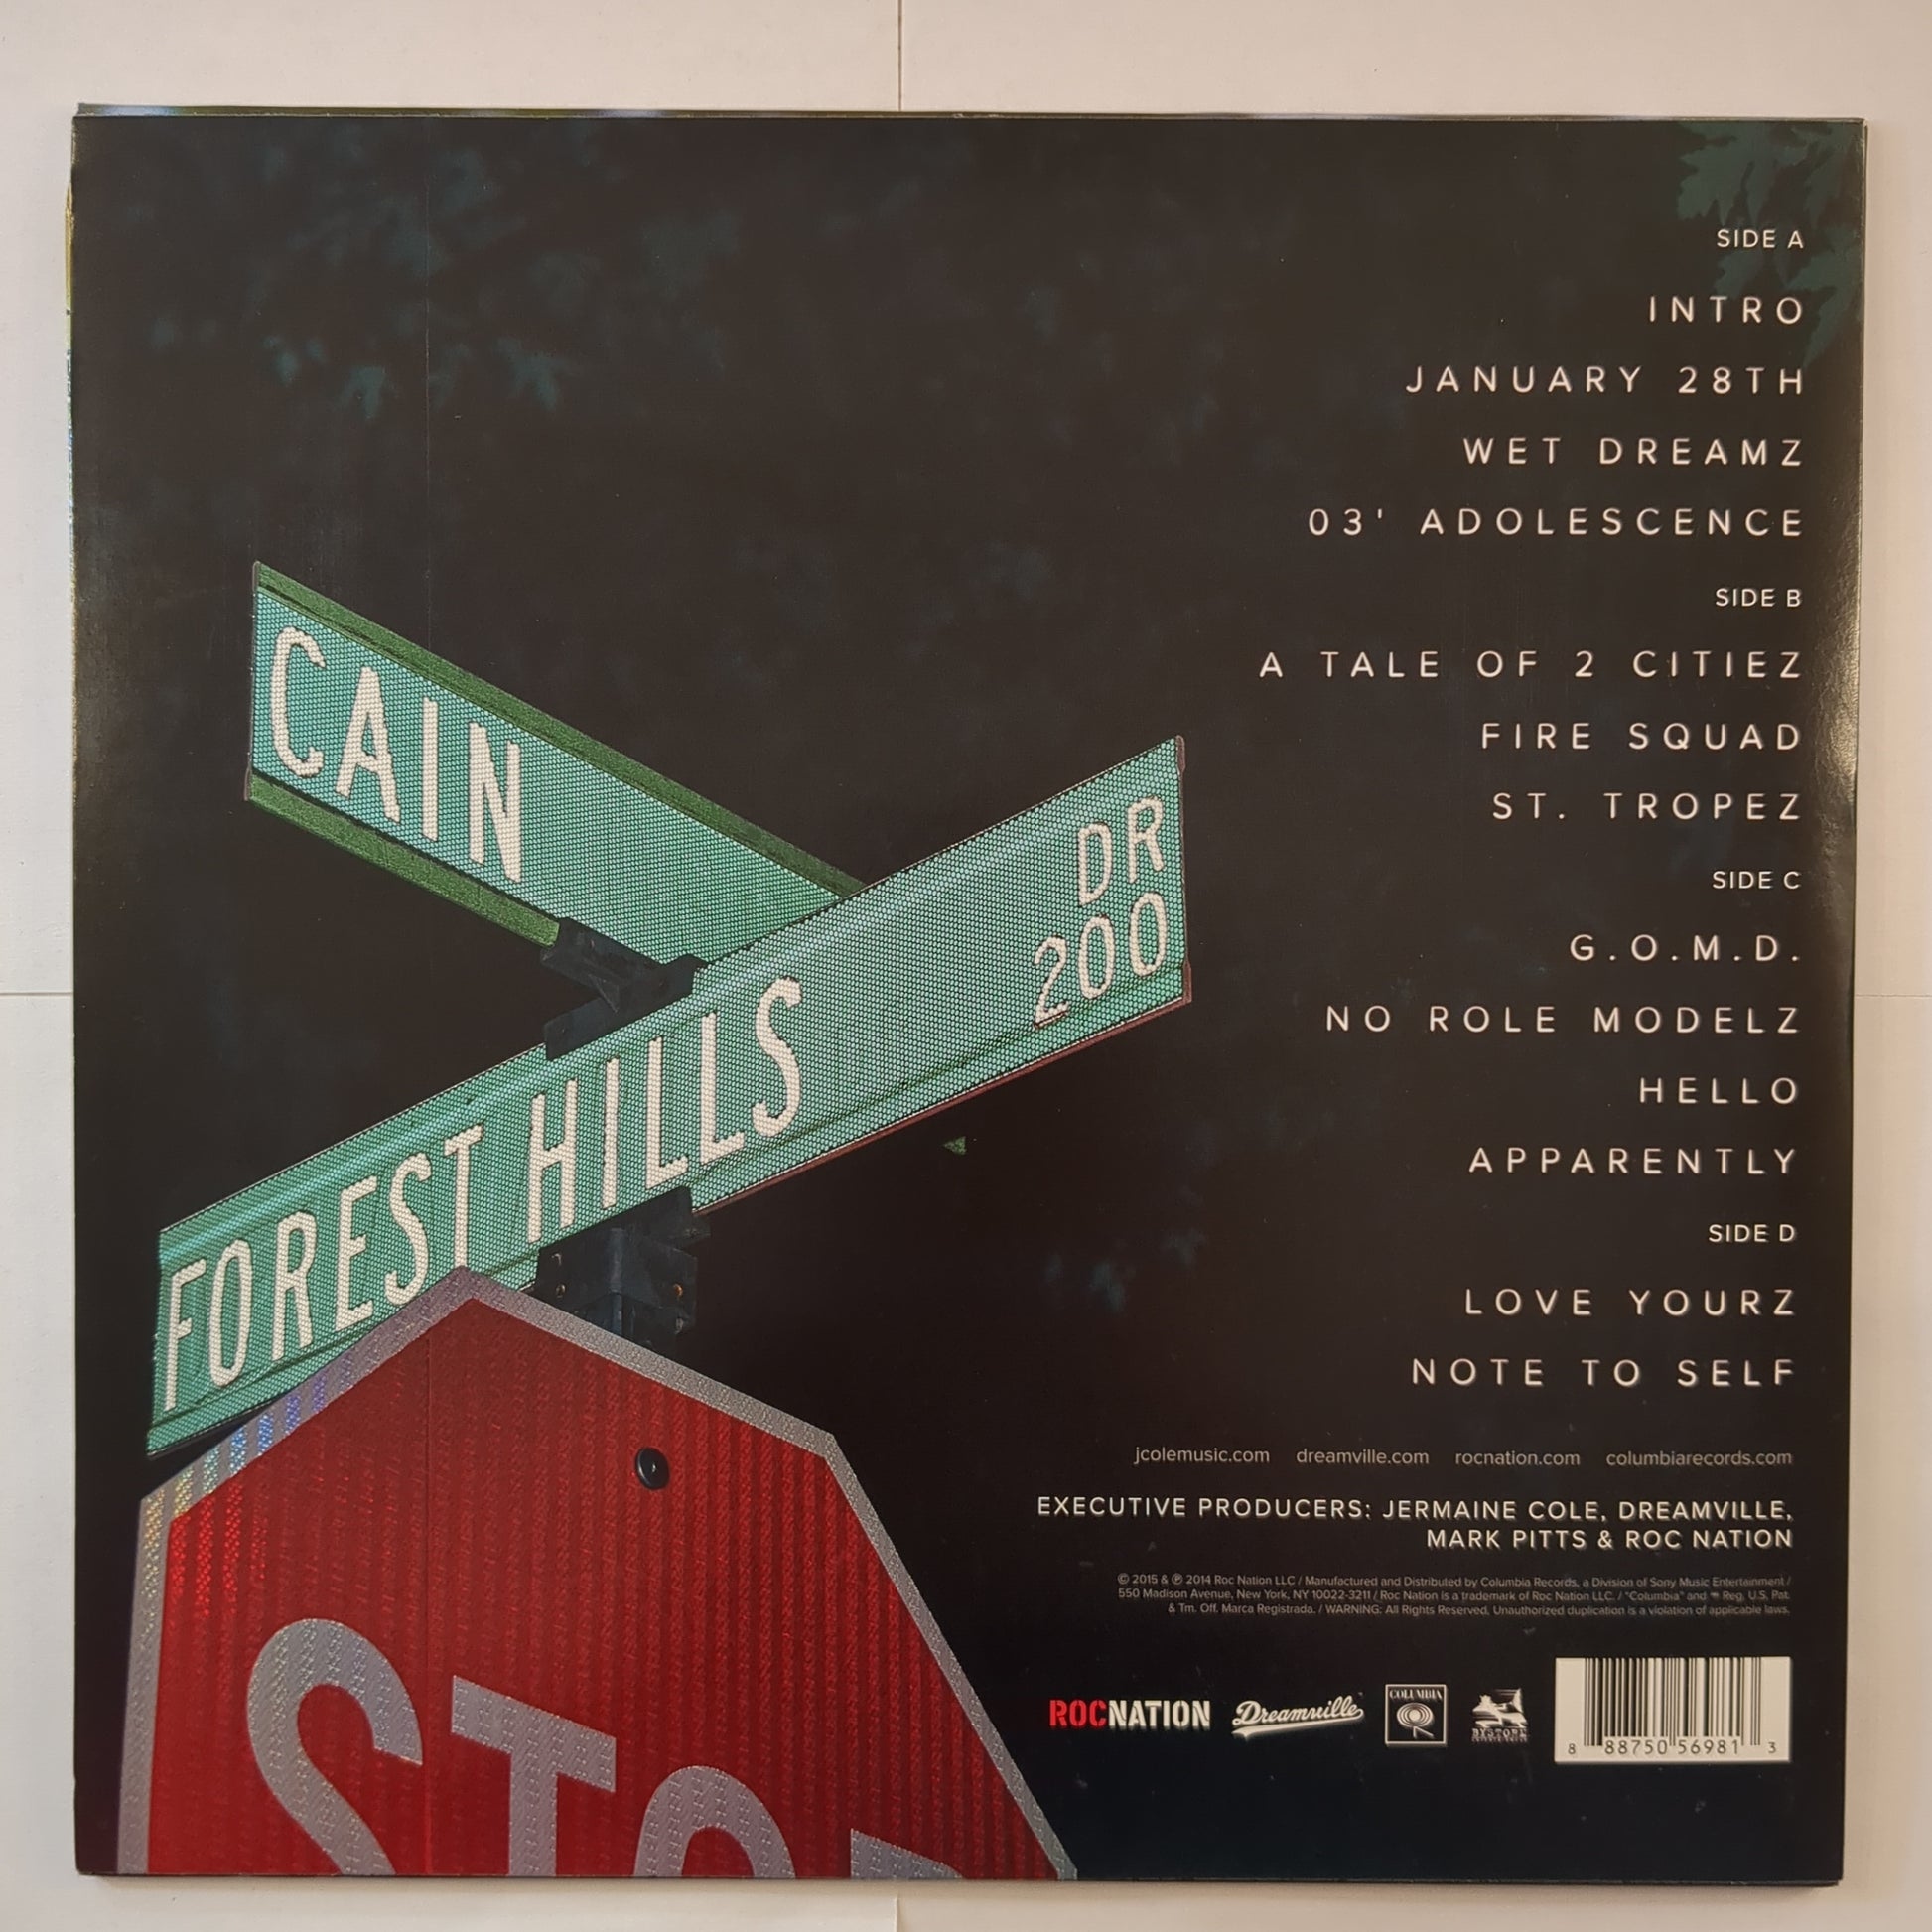 SIDE A
INTRO
JANUARY 28TH
WET DREAMZ
03' ADOLESCENCE
SIDE B
A TALE OF 2 CITIEZ
FIRE SQUAD
ST. TROPEZ
SIDE C
G.O.M.D.
NO ROLE MODELZ
HELLO
APPARENTLY
SIDE D
LOVE YOURZ
NOTE TO SELF
CAIN
DR
200
FOREST HILLS
STOP
jcolemusic.com dreamville.com rocnation.com columbiarecords.com
EXECUTIVE PRODUCERS: JERMAINE COLE, DREAMVILLE,
MARK PITTS & ROC NATION
© 2015 & ℗ 2014 Roc Nation LLC / Manufactured and Distributed by Columbia Records, a Division of Sony Music Entertainment /
550 Madison Avenue, New York, NY 10022-3211 / Roc Nation is a trademark of Roc Nation LLC. / "Columbia" and Reg. U.S. Pat.
& Tm. Off. Marca Registrada. / WARNING: All Rights Reserved. Unauthorized duplication is a violation of applicable laws.
ROCNATION Dreamville COLUMBIA BYSTORM
8 88750 56981 3